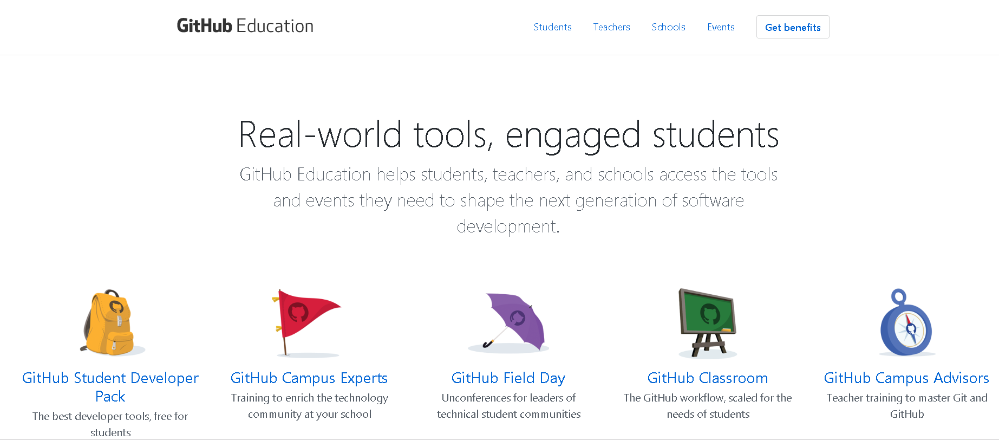 GitHub Education
Students Teachers Schools Events Get benefits
Real-world tools, engaged students
GitHub Education helps students, teachers, and schools access the tools
and events they need to shape the next generation of software
development.
GitHub Student Developer
Pack
The best developer tools, free for
students
GitHub Campus Experts
Training to enrich the technology
community at your school
GitHub Field Day
Unconferences for leaders of
technical student communities
GitHub Classroom
The GitHub workflow, scaled for the
needs of students
GitHub Campus Advisors
Teacher training to master Git and
GitHub